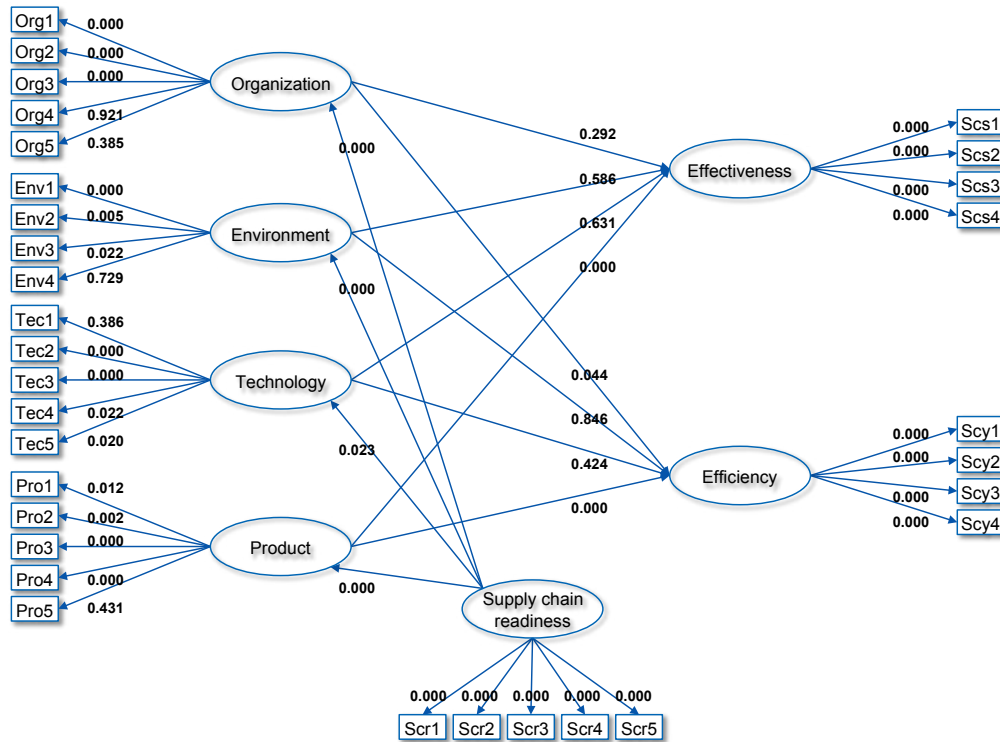 Org1
0.000
Org2
0.000
Org3
0.000
Org4
0.921
Org5
0.385
Organization
Env1
0.000
Env2
0.005
Env3
0.022
Env4
0.729
Environment
Tec1
0.386
Tec2
0.000
Tec3
0.000
Tec4
0.022
Tec5
0.020
Technology
Pro1
0.012
Pro2
0.002
Pro3
0.000
Pro4
0.000
Pro5
0.431
Product
0.000
0.000
0.023
0.000
0.292
0.586
0.631
0.000
0.044
0.846
0.424
0.000
Effectiveness
0.000
Scs1
0.000
Scs2
Scs3
0.000
Scs4
0.000
Efficiency
0.000
Scy1
0.000
Scy2
Scy3
0.000
Scy4
0.000
Supply chain
readiness
0.000 0.000 0.000 0.000 0.000
Scr1 Scr2 Scr3 Scr4 Scr5